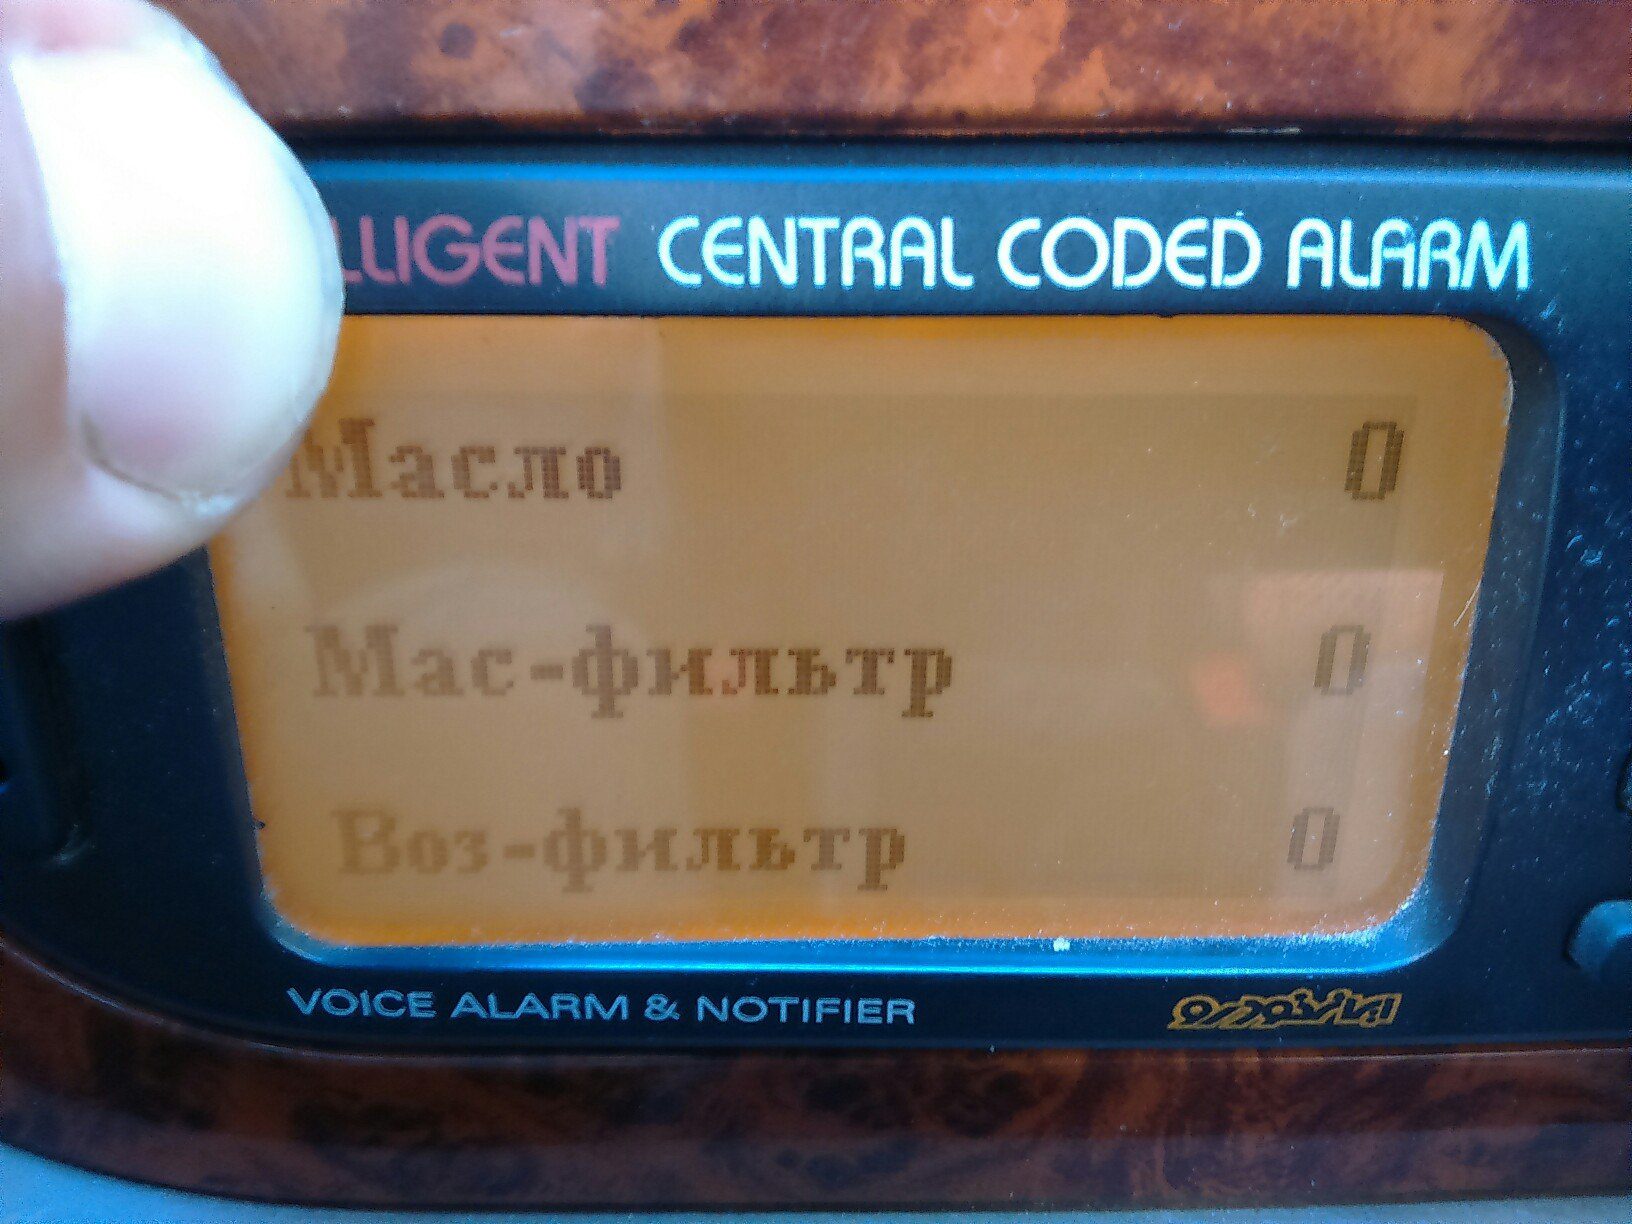 LLIGENT CENTRAL CODED ALARM
Масло 0
Мас-фильтр 0
Воз-фильтр 0
VOICE ALARM & NOTIFIER